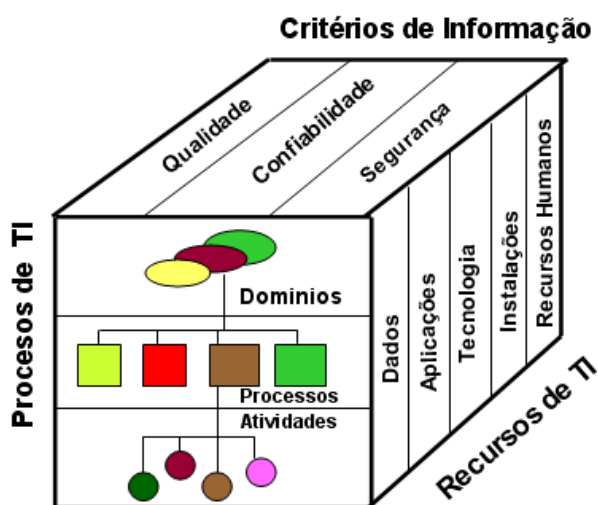 Critérios de Informação
Qualidade
Confiabilidade
Segurança
Procesos de TI
Dominios
Processos
Atividades
Dados
Aplicações
Tecnologia
Instalações
Recursos Humanos
Recursos de TI